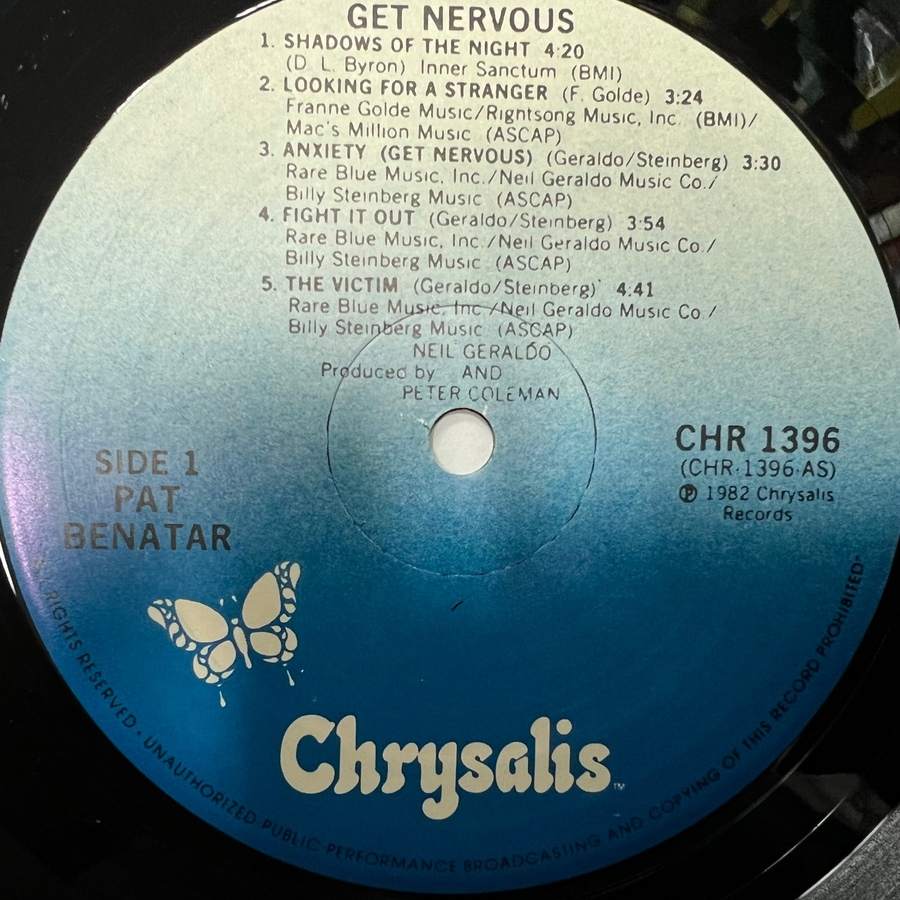 GET NERVOUS
1. SHADOWS OF THE NIGHT 4:20
(D. L. Byron) Inner Sanctum (BMI)
2. LOOKING FOR A STRANGER (F. Golde) 3:24
Franne Golde Music/Rightsong Music, Inc. (BMI)/
Mac's Million Music (ASCAP)
3. ANXIETY (GET NERVOUS) (Geraldo/Steinberg) 3:30
Rare Blue Music, Inc./Neil Geraldo Music Co./
Billy Steinberg Music (ASCAP)
4. FIGHT IT OUT (Geraldo/Steinberg) 3:54
Rare Blue Music, Inc./Neil Geraldo Music Co./
Billy Steinberg Music (ASCAP)
5. THE VICTIM (Geraldo/Steinberg) 4:41
Rare Blue Music, Inc./Neil Geraldo Music Co./
Billy Steinberg Music (ASCAP)
NEIL GERALDO
Produced by AND
PETER COLEMAN
SIDE 1
PAT
BENATAR
CHR 1396
(CHR-1396-AS)
℗ 1982 Chrysalis
Records
Chrysalis™
RIGHTS RESERVED · UNAUTHORIZED PUBLIC PERFORMANCE BROADCASTING AND COPYING OF THIS RECORD PROHIBITED·